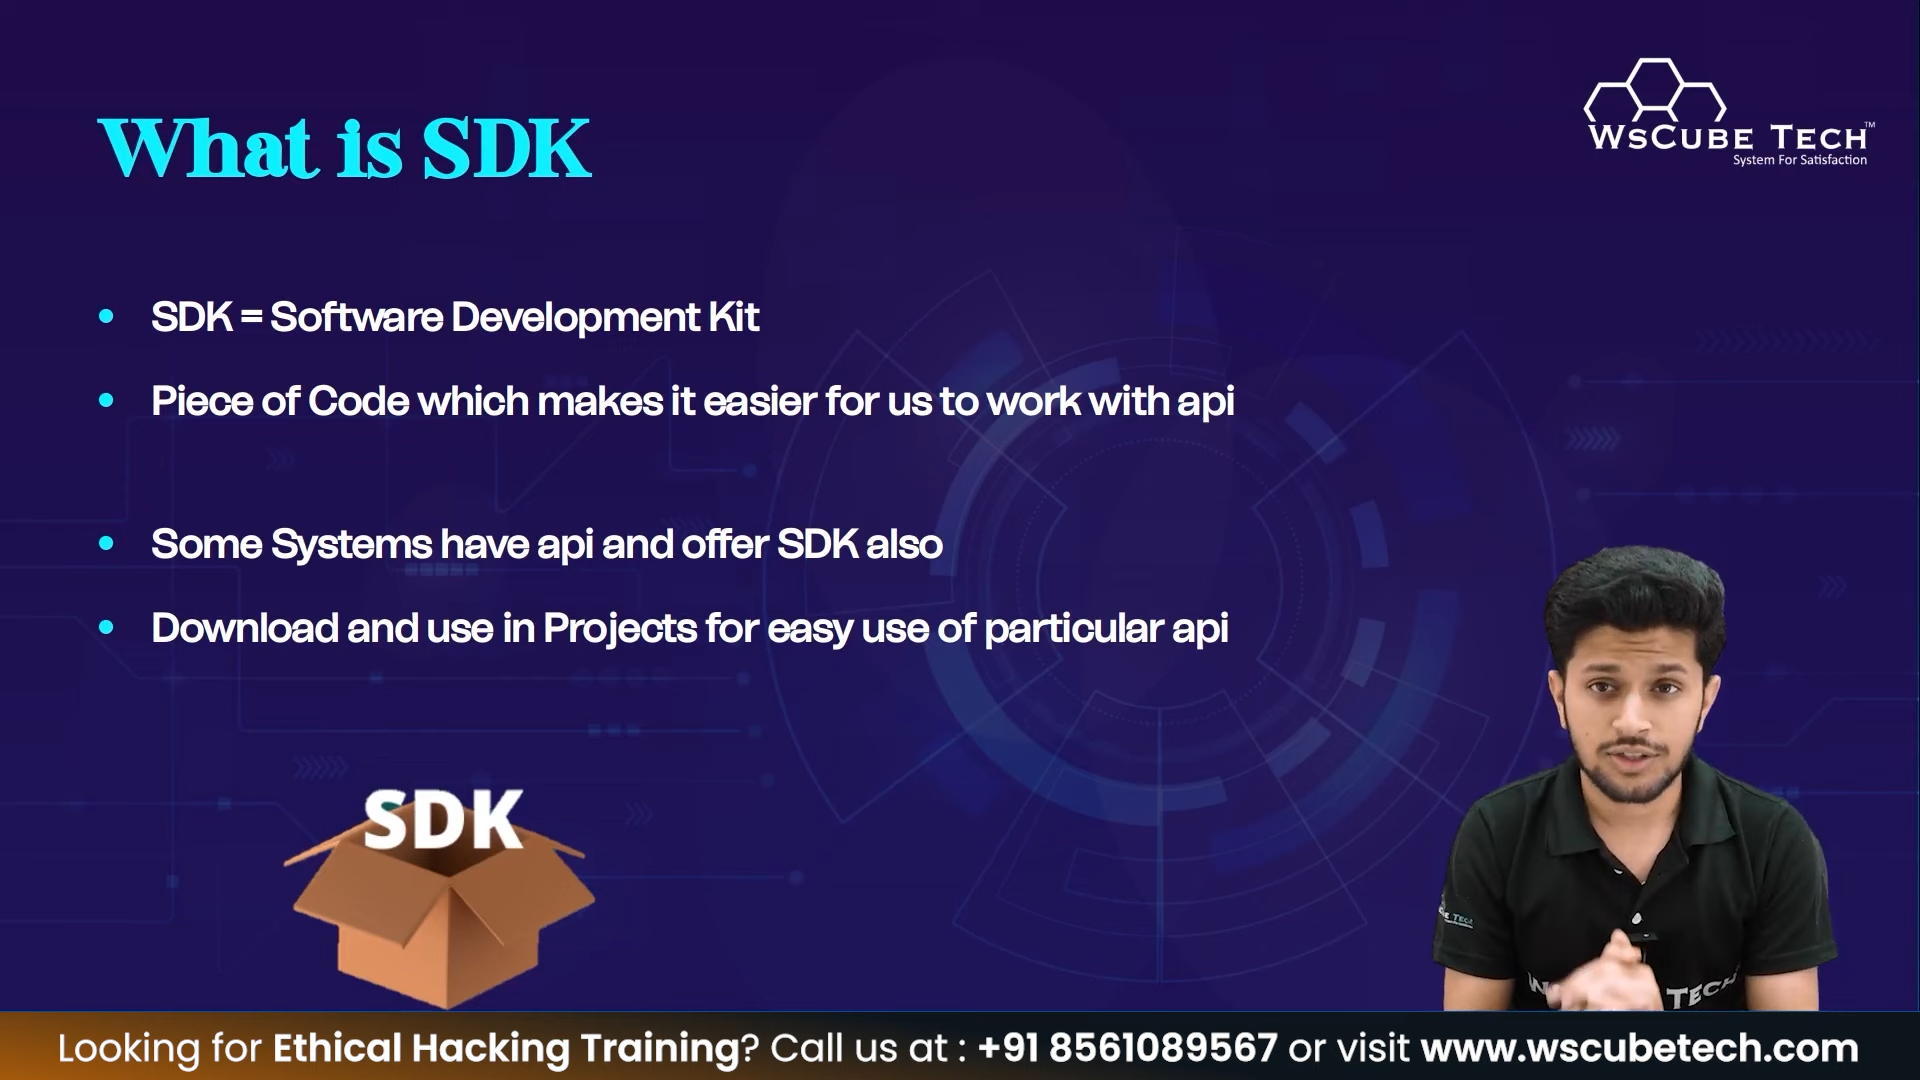 What is SDK
WsCube Tech™
System For Satisfaction
SDK = Software Development Kit
Piece of Code which makes it easier for us to work with api
Some Systems have api and offer SDK also
Download and use in Projects for easy use of particular api
SDK
Tech
Looking for Ethical Hacking Training? Call us at : +91 8561089567 or visit www.wscubetech.com